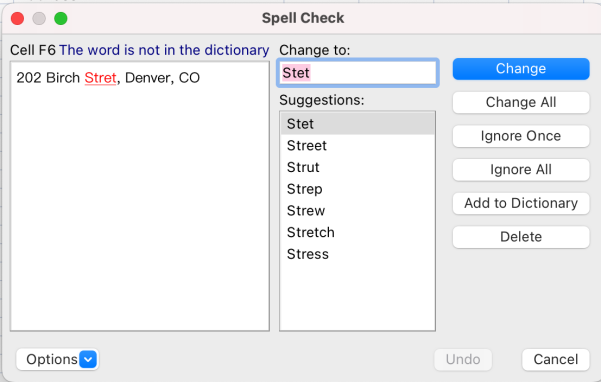 Spell Check
Cell F6 The word is not in the dictionary
202 Birch Stret, Denver, CO
Change to:
Stet
Suggestions:
Stet
Street
Strut
Strep
Strew
Stretch
Stress
Change
Change All
Ignore Once
Ignore All
Add to Dictionary
Delete
Options
Undo
Cancel